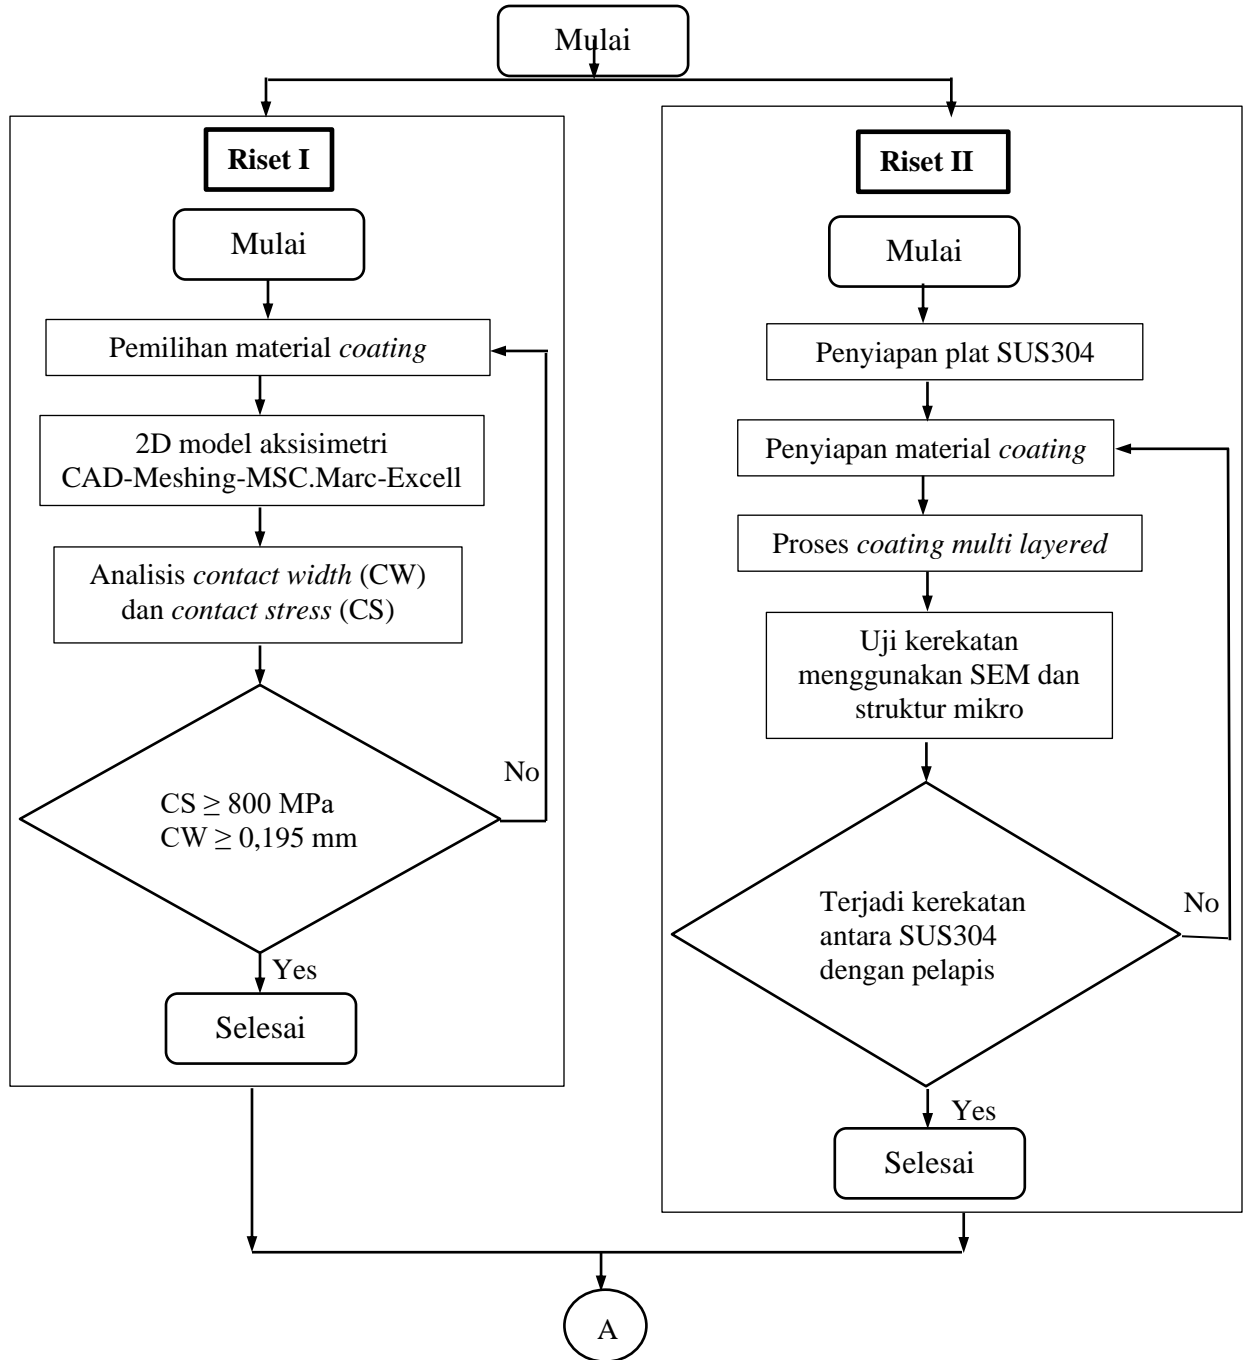 Mulai
Riset I
Mulai
Pemilihan material coating
2D model aksisimetri
CAD-Meshing-MSC.Marc-Excell
Analisis contact width (CW)
dan contact stress (CS)
CS ≥ 800 MPa
CW ≥ 0,195 mm
No
Yes
Selesai
Riset II
Mulai
Penyiapan plat SUS304
Penyiapan material coating
Proses coating multi layered
Uji kerekatan
menggunakan SEM dan
struktur mikro
Terjadi kerekatan
antara SUS304
dengan pelapis
No
Yes
Selesai
A